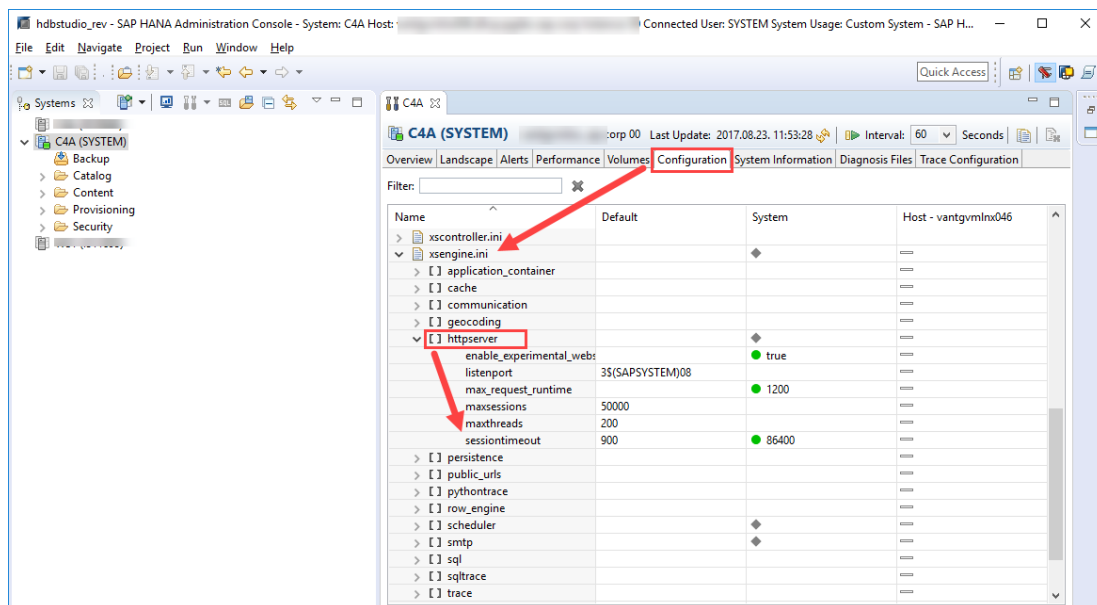 hdbstudio_rev - SAP HANA Administration Console - System: C4A Host: Connected User: SYSTEM System Usage: Custom System - SAP H...
File Edit Navigate Project Run Window Help
Quick Access
Systems
C4A (SYSTEM)
Backup
Catalog
Content
Provisioning
Security
C4A
C4A (SYSTEM) corp 00 Last Update: 2017.08.23. 11:53:28 Interval: 60 Seconds
Overview Landscape Alerts Performance Volumes Configuration System Information Diagnosis Files Trace Configuration
Filter:
Name Default System Host - vantgvmlnx046
xscontroller.ini
xsengine.ini
[ ] application_container
[ ] cache
[ ] communication
[ ] geocoding
[ ] httpserver
enable_experimental_webs true
listenport 3$(SAPSYSTEM)08
max_request_runtime 1200
maxsessions 50000
maxthreads 200
sessiontimeout 900 86400
[ ] persistence
[ ] public_urls
[ ] pythontrace
[ ] row_engine
[ ] scheduler
[ ] smtp
[ ] sql
[ ] sqltrace
[ ] trace